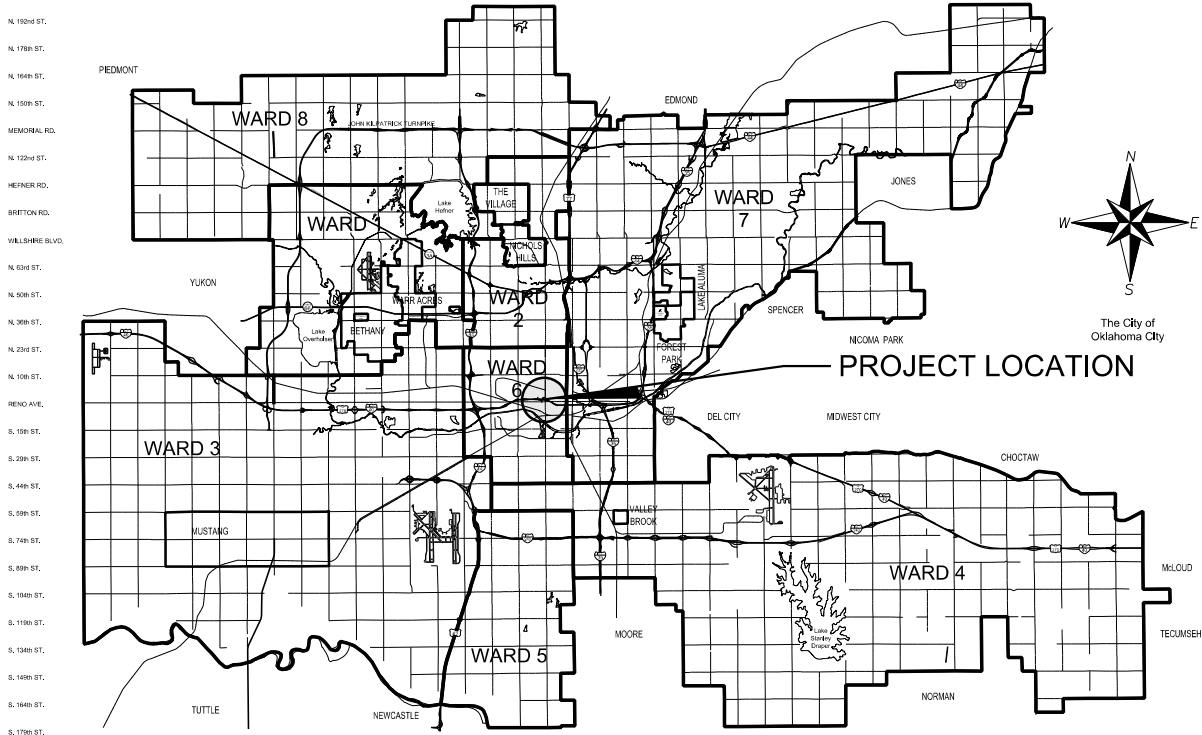 N. 192nd ST.
N. 178th ST.
N. 164th ST.
PIEDMONT
N. 150th ST.
EDMOND
WARD 8
JOHN KILPATRICK TURNPIKE
MEMORIAL RD.
N. 122nd ST.
HEFNER RD.
JONES
THE
VILLAGE
WARD
7
Lake
Hefner
BRITTON RD.
WARD
WILLSHIRE BLVD.
NICHOLS
HILLS
N. 63rd ST.
YUKON
N. 50th ST.
WARR ACRES
WARD
2
LAKE ALUMA
SPENCER
N. 36th ST.
Lake
Overholser
BETHANY
NICOMA PARK
N. 23rd ST.
FOREST
PARK
N
W
E
S
The City of
Oklahoma City
N. 10th ST.
WARD
6
PROJECT LOCATION
RENO AVE.
DEL CITY
MIDWEST CITY
S. 15th ST.
WARD 3
S. 29th ST.
CHOCTAW
S. 44th ST.
S. 59th ST.
MUSTANG
VALLEY
BROOK
S. 74th ST.
S. 89th ST.
WARD 4
McLOUD
S. 104th ST.
S. 119th ST.
MOORE
Lake
Stanley
Draper
TECUMSEH
S. 134th ST.
WARD 5
S. 149th ST.
NORMAN
S. 164th ST.
TUTTLE
NEWCASTLE
S. 179th ST.